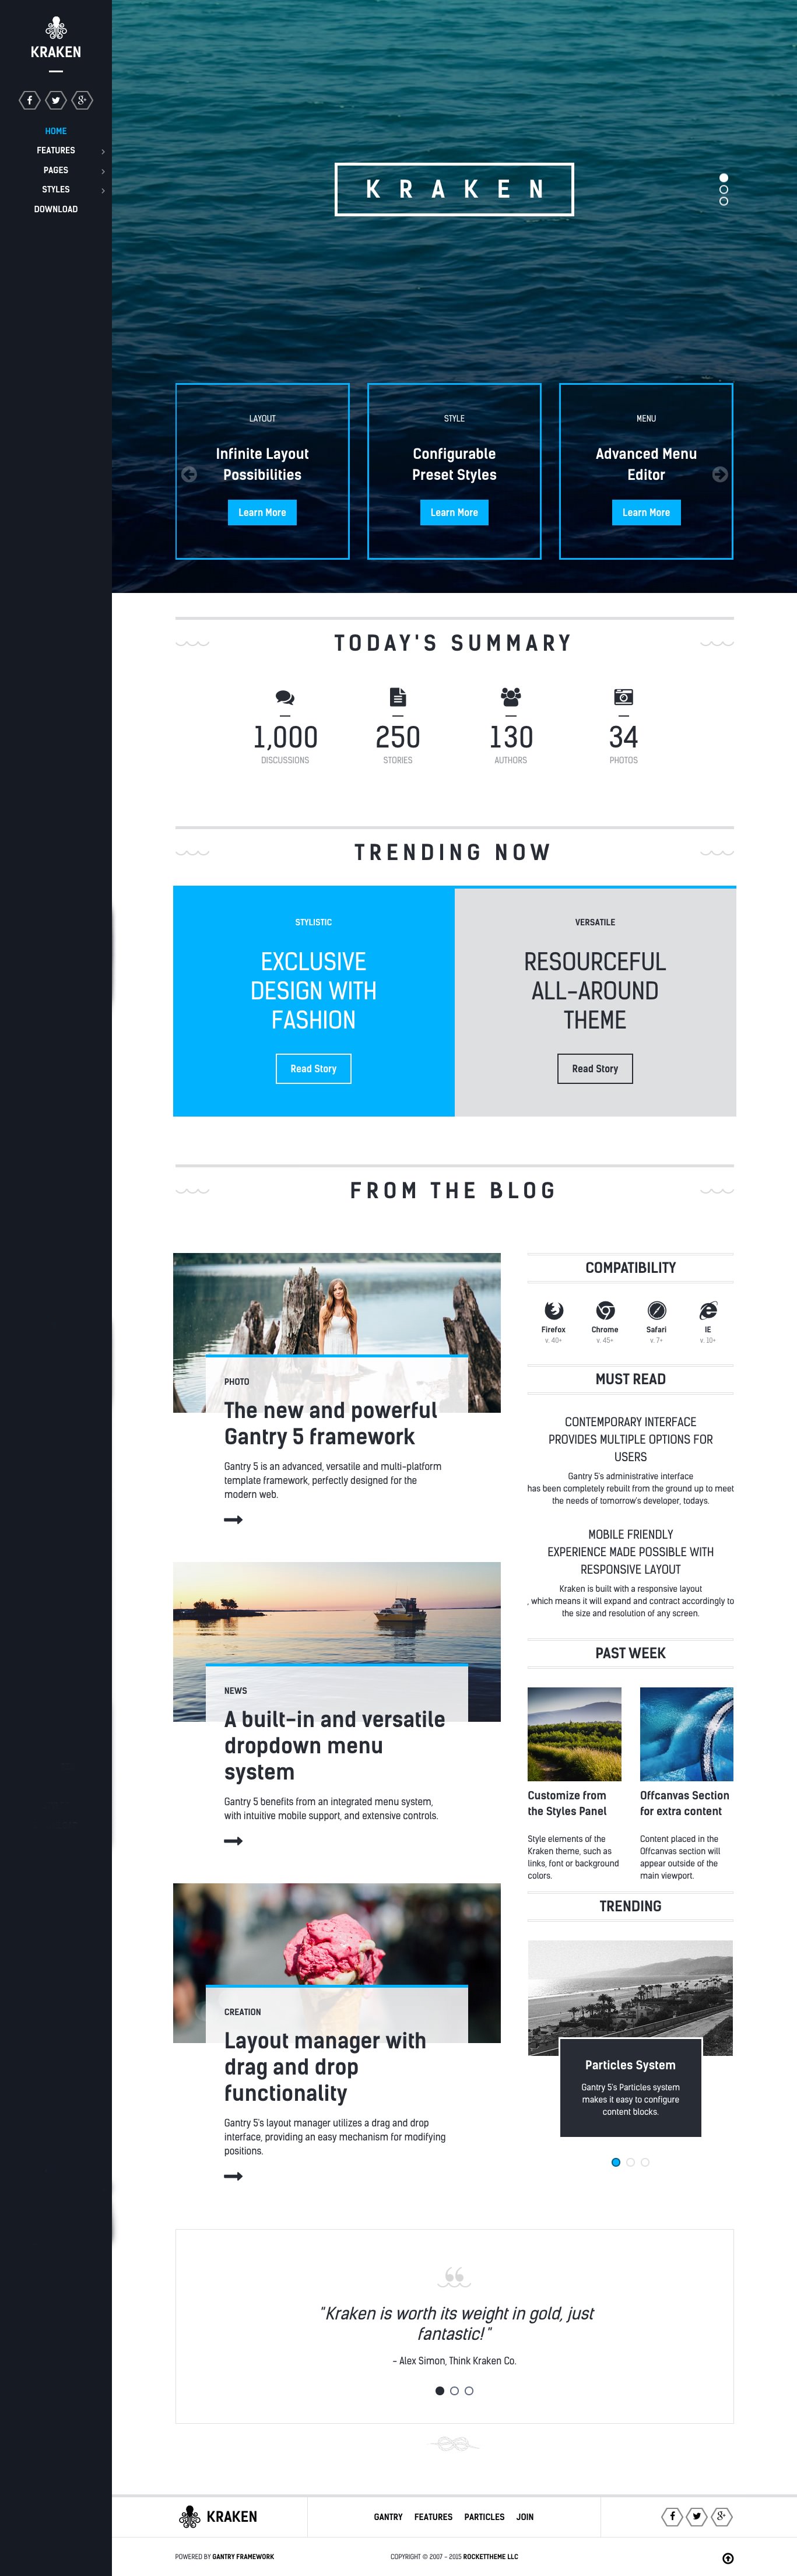 KRAKEN
HOME
FEATURES
PAGES
STYLES
DOWNLOAD
KRAKEN
LAYOUT
Infinite Layout
Possibilities
Learn More
STYLE
Configurable
Preset Styles
Learn More
MENU
Advanced Menu
Editor
Learn More
TODAY'S SUMMARY
1,000
DISCUSSIONS
250
STORIES
130
AUTHORS
34
PHOTOS
TRENDING NOW
STYLISTIC
EXCLUSIVE
DESIGN WITH
FASHION
Read Story
VERSATILE
RESOURCEFUL
ALL-AROUND
THEME
Read Story
FROM THE BLOG
PHOTO
The new and powerful
Gantry 5 framework
Gantry 5 is an advanced, versatile and multi-platform
template framework, perfectly designed for the
modern web.
NEWS
A built-in and versatile
dropdown menu
system
Gantry 5 benefits from an integrated menu system,
with intuitive mobile support, and extensive controls.
CREATION
Layout manager with
drag and drop
functionality
Gantry 5's layout manager utilizes a drag and drop
interface, providing an easy mechanism for modifying
positions.
COMPATIBILITY
Firefox
v. 40+
Chrome
v. 45+
Safari
v. 7+
IE
v. 10+
MUST READ
CONTEMPORARY INTERFACE
PROVIDES MULTIPLE OPTIONS FOR
USERS
Gantry 5's administrative interface
has been completely rebuilt from the ground up to meet
the needs of tomorrow's developer, todays.
MOBILE FRIENDLY
EXPERIENCE MADE POSSIBLE WITH
RESPONSIVE LAYOUT
Kraken is built with a responsive layout
, which means it will expand and contract accordingly to
the size and resolution of any screen.
PAST WEEK
Customize from
the Styles Panel
Style elements of the
Kraken theme, such as
links, font or background
colors.
Offcanvas Section
for extra content
Content placed in the
Offcanvas section will
appear outside of the
main viewport.
TRENDING
Particles System
Gantry 5's Particles system
makes it easy to configure
content blocks.
"Kraken is worth its weight in gold, just
fantastic!"
- Alex Simon, Think Kraken Co.
KRAKEN
GANTRY FEATURES PARTICLES JOIN
POWERED BY GANTRY FRAMEWORK
COPYRIGHT © 2007 - 2015 ROCKETTHEME LLC